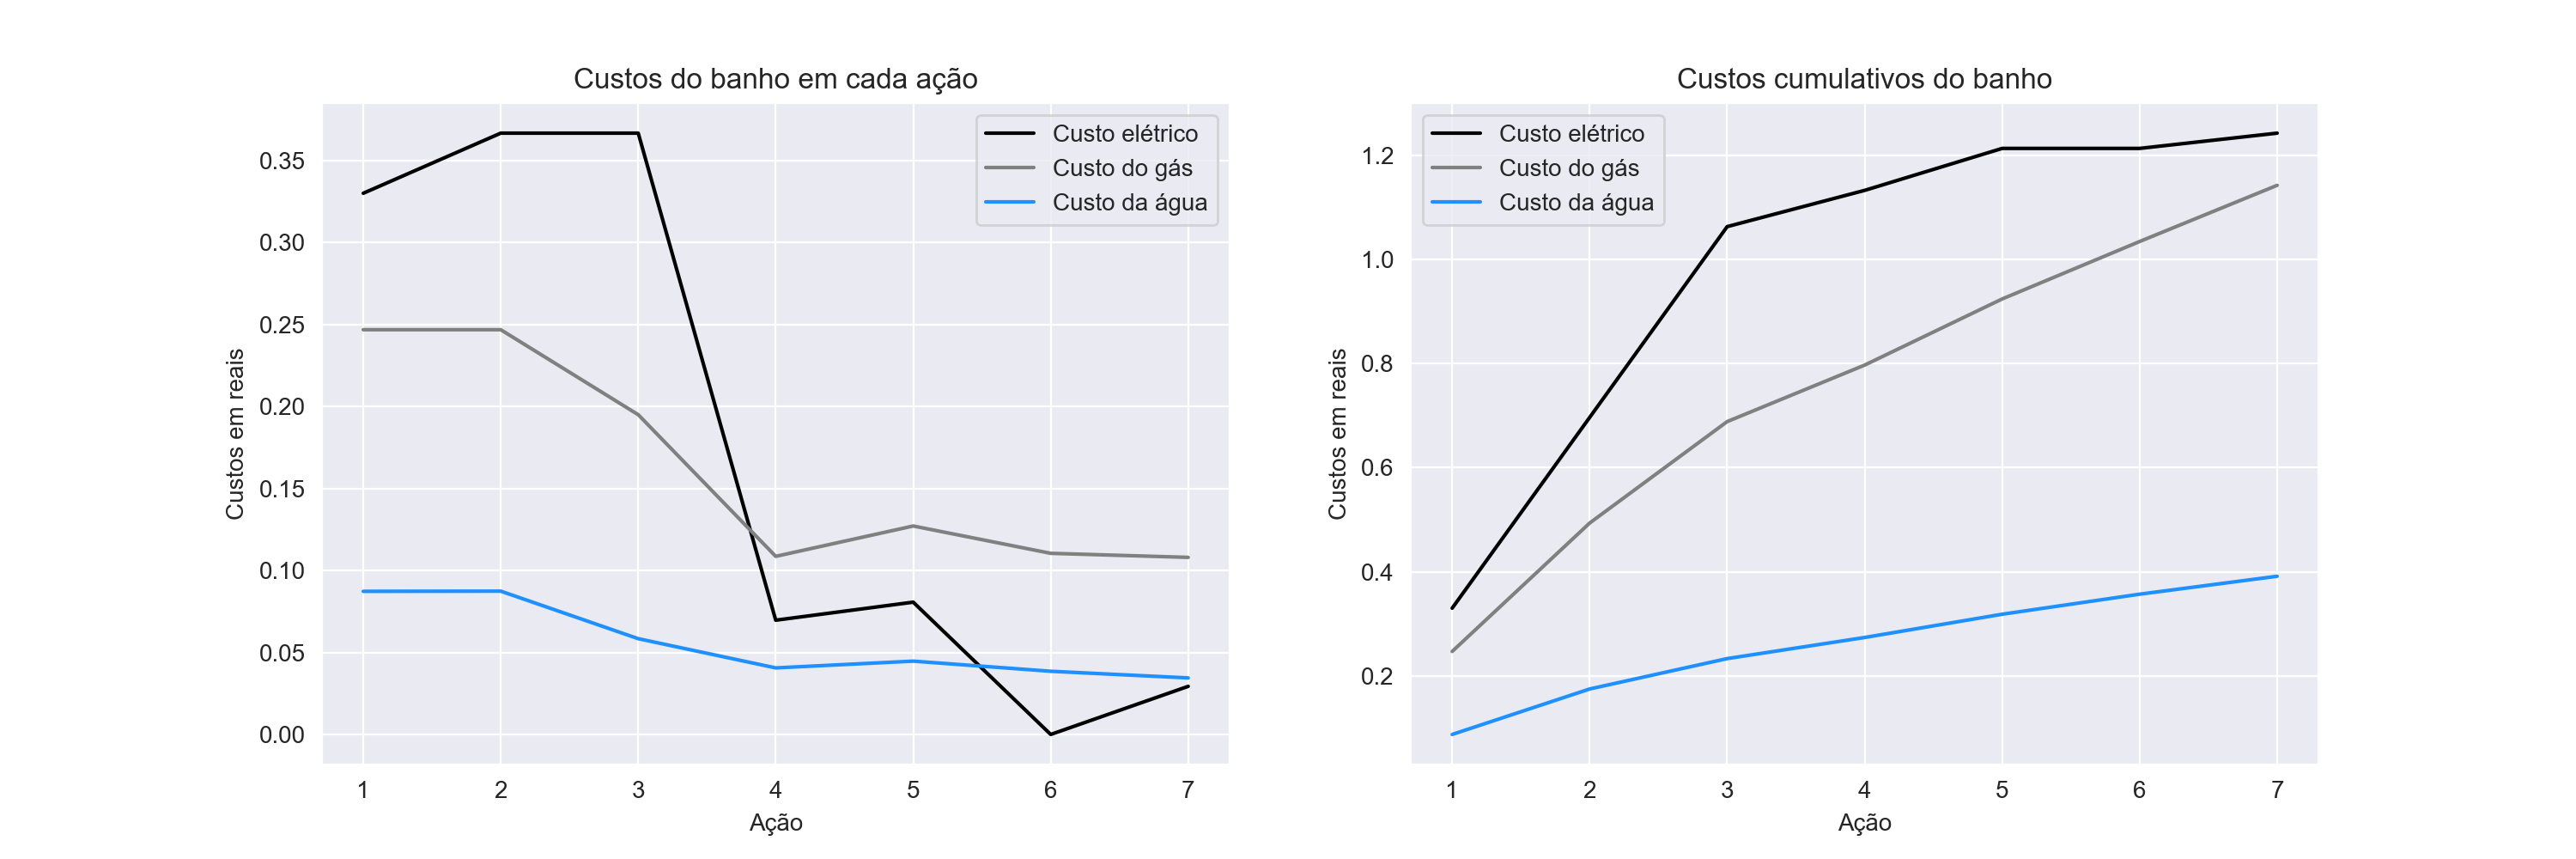 Custos do banho em cada ação
Custo elétrico
Custo do gás
Custo da água
0.35
0.30
0.25
0.20
0.15
0.10
0.05
0.00
Custos em reais
1 2 3 4 5 6 7
Ação
Custos cumulativos do banho
Custo elétrico
Custo do gás
Custo da água
1.2
1.0
0.8
0.6
0.4
0.2
Custos em reais
1 2 3 4 5 6 7
Ação